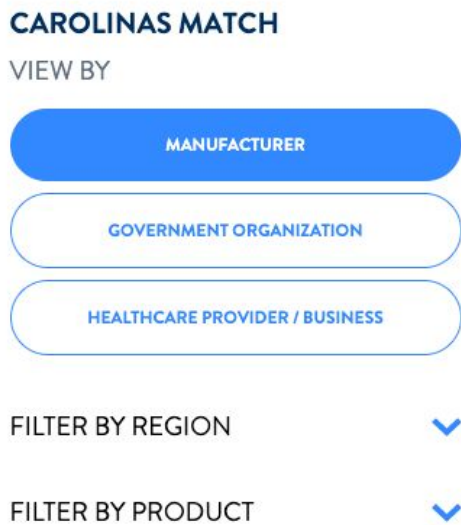 CAROLINAS MATCH
VIEW BY
MANUFACTURER
GOVERNMENT ORGANIZATION
HEALTHCARE PROVIDER / BUSINESS
FILTER BY REGION
FILTER BY PRODUCT